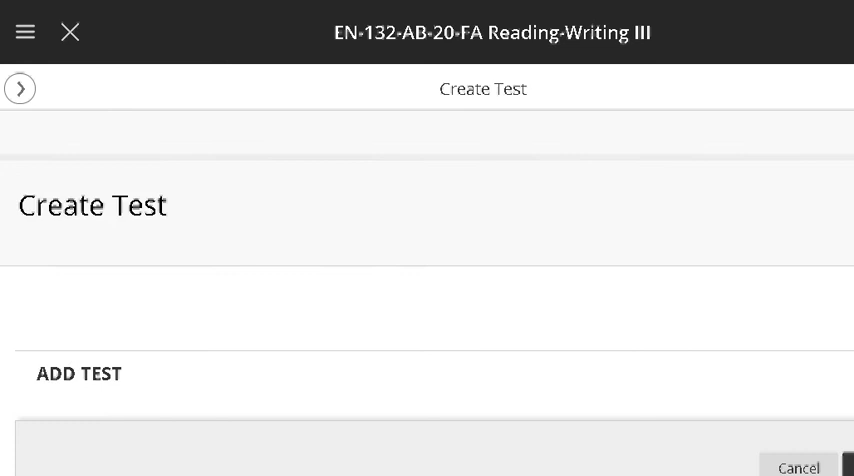 EN-132-AB-20-FA Reading-Writing III
Create Test
Create Test
ADD TEST
Cancel